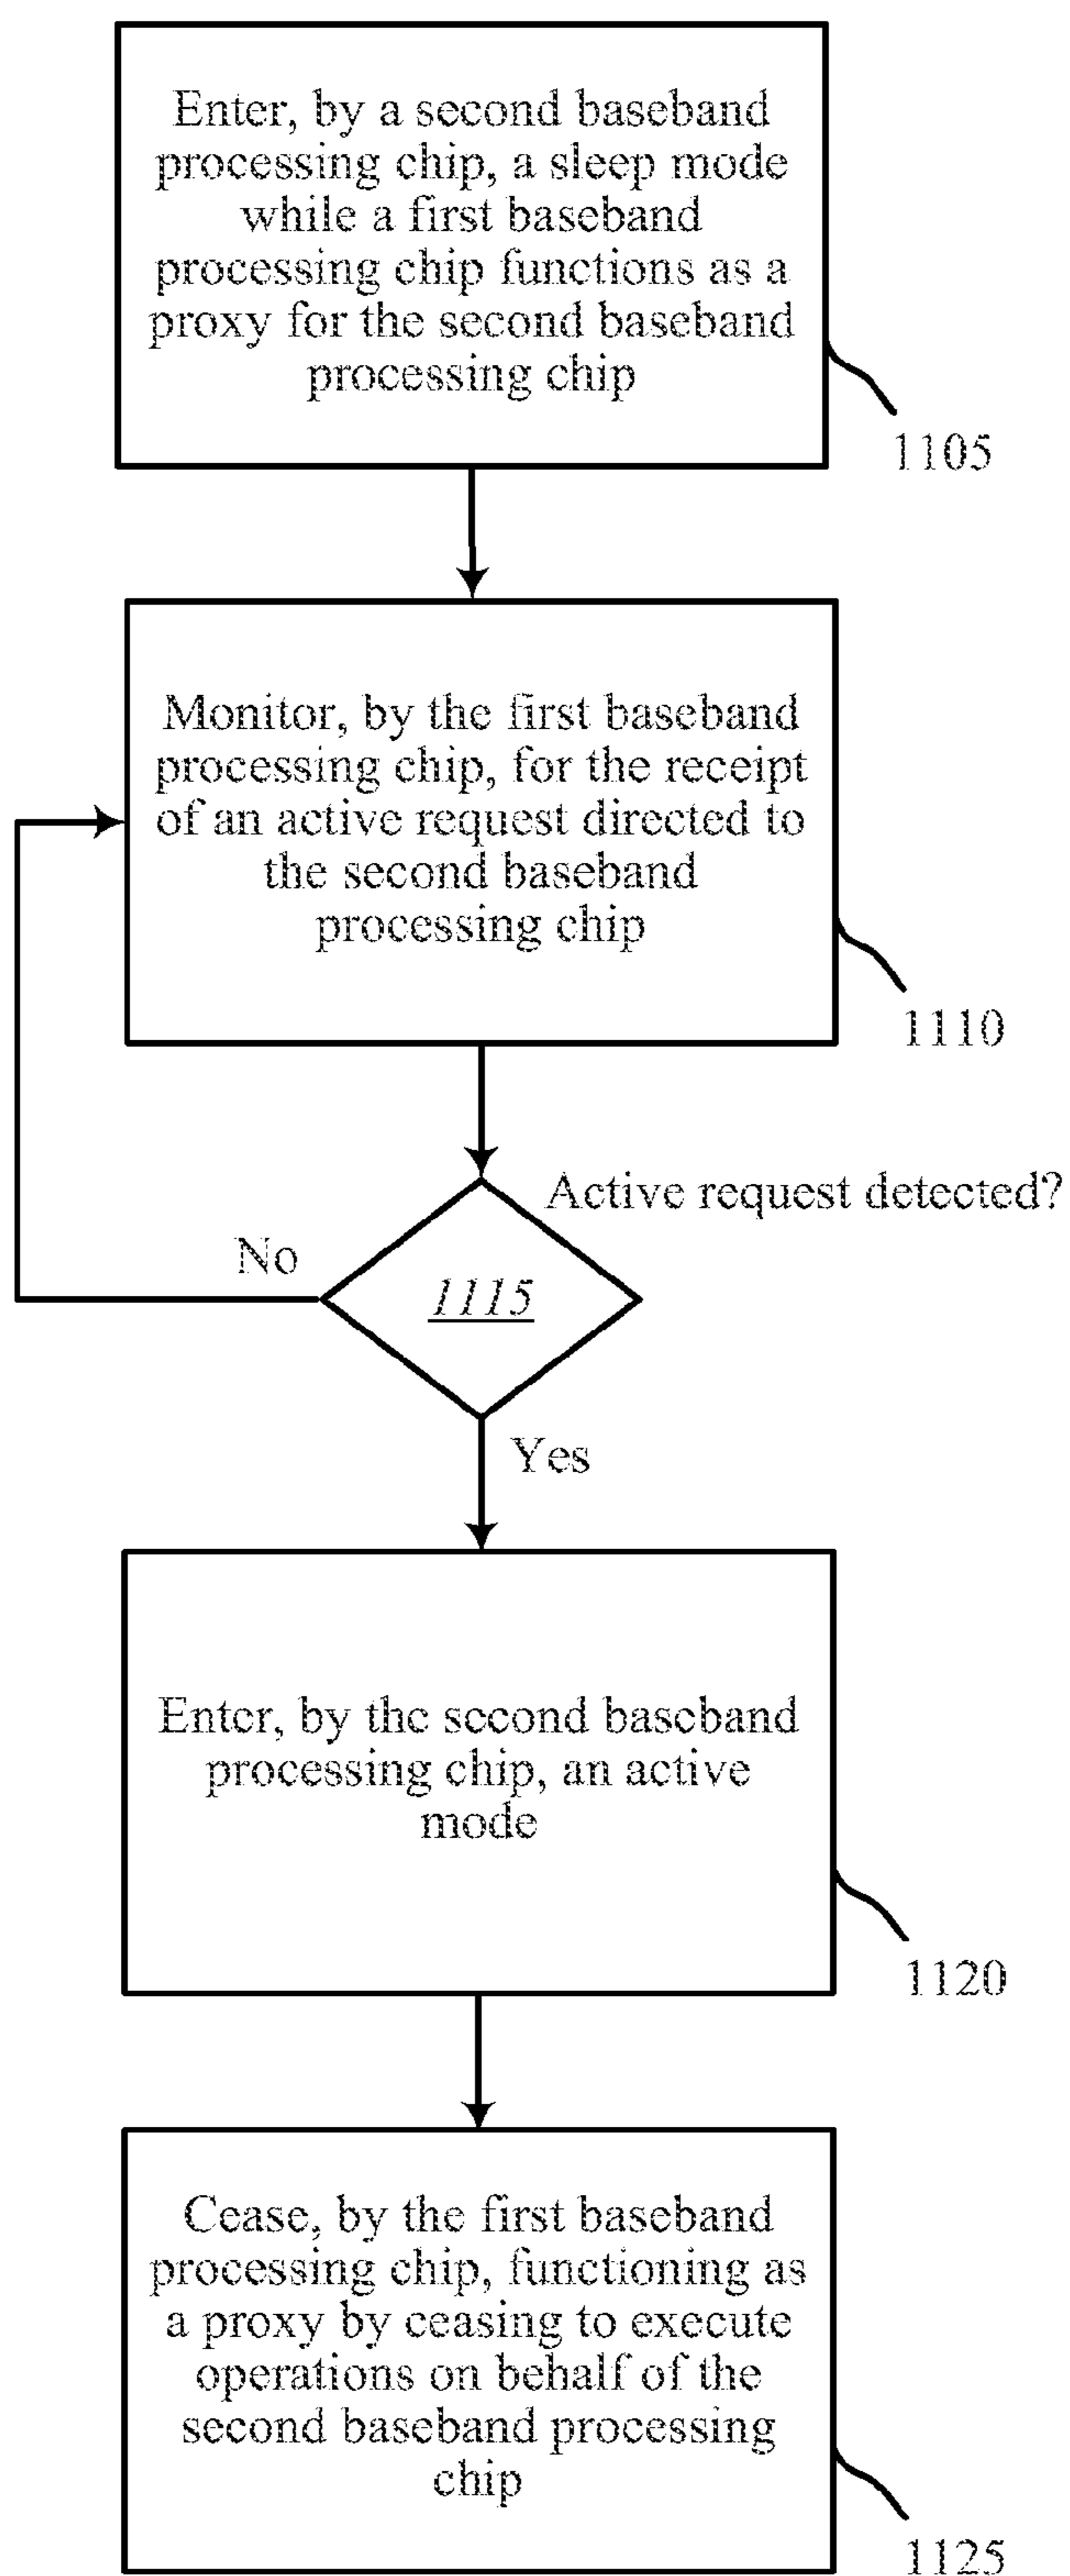 Enter, by a second baseband
processing chip, a sleep mode
while a first baseband
processing chip functions as a
proxy for the second baseband
processing chip
1105
Monitor, by the first baseband
processing chip, for the receipt
of an active request directed to
the second baseband
processing chip
1110
Active request detected?
No
1115
Yes
Enter, by the second baseband
processing chip, an active
mode
1120
Cease, by the first baseband
processing chip, functioning as
a proxy by ceasing to execute
operations on behalf of the
second baseband processing
chip
1125